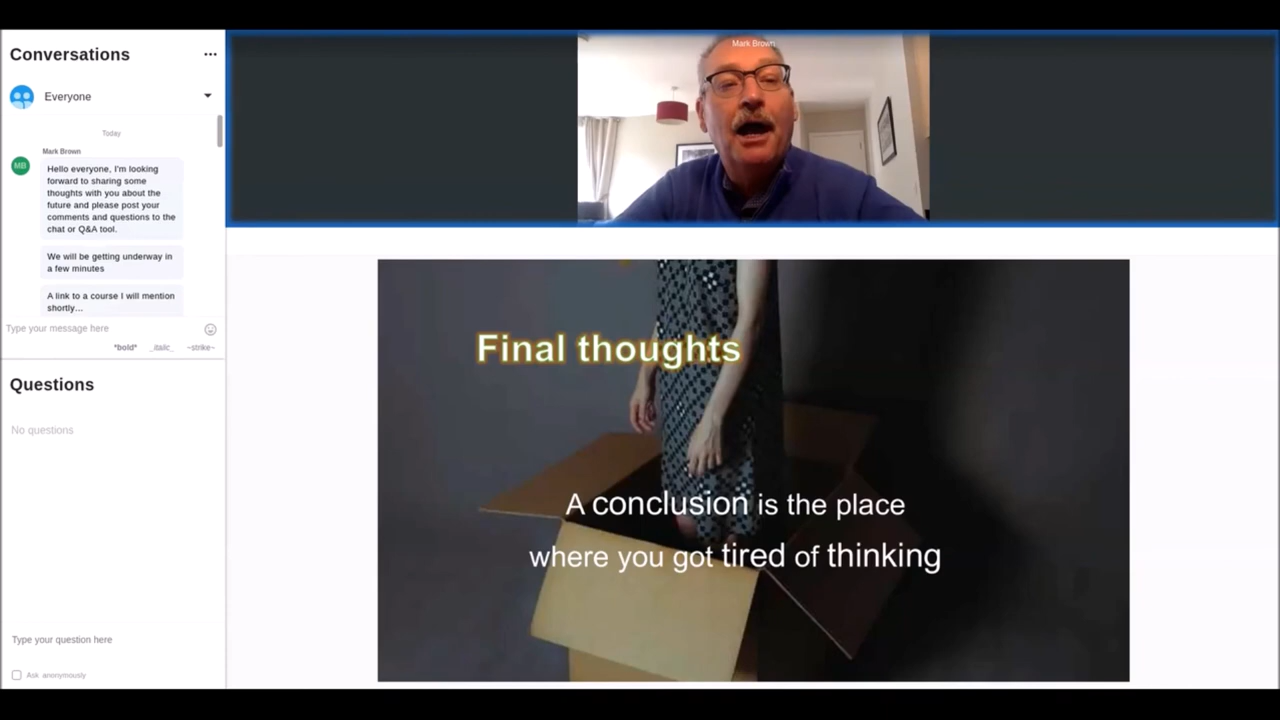 Conversations
Everyone
Today
Mark Brown
MB
Hello everyone, I'm looking
forward to sharing some
thoughts with you about the
future and please post your
comments and questions to the
chat or Q&A tool.
We will be getting underway in
a few minutes
A link to a course I will mention
shortly...
Type your message here
*bold* _italic_ ~strike~
Questions
No questions
Type your question here
Ask anonymously
Mark Brown
Final thoughts
A conclusion is the place
where you got tired of thinking